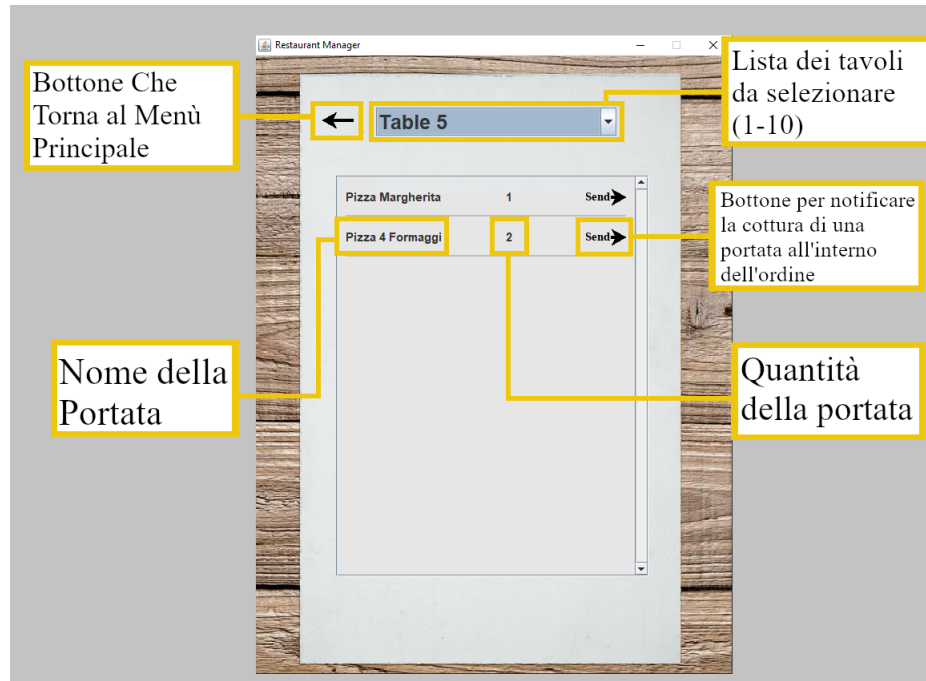 Restaurant Manager
Bottone Che
Torna al Menù
Principale
Table 5
Lista dei tavoli
da selezionare
(1-10)
Pizza Margherita 1 Send
Pizza 4 Formaggi 2 Send
Bottone per notificare
la cottura di una
portata all'interno
dell'ordine
Nome della
Portata
Quantità
della portata